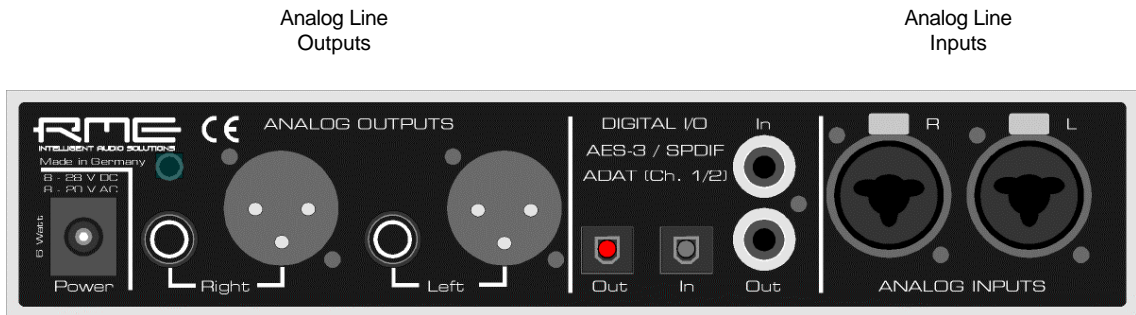 Analog Line
Outputs
Analog Line
Inputs
RME
INTELLIGENT AUDIO SOLUTIONS
CE
ANALOG OUTPUTS
DIGITAL I/O
In
R
L
Made in Germany
AES-3 / SPDIF
8 - 28 V DC
ADAT (Ch. 1/2)
8 - 20 V AC
6 Watt
Power
Right
Left
Out
In
Out
ANALOG INPUTS